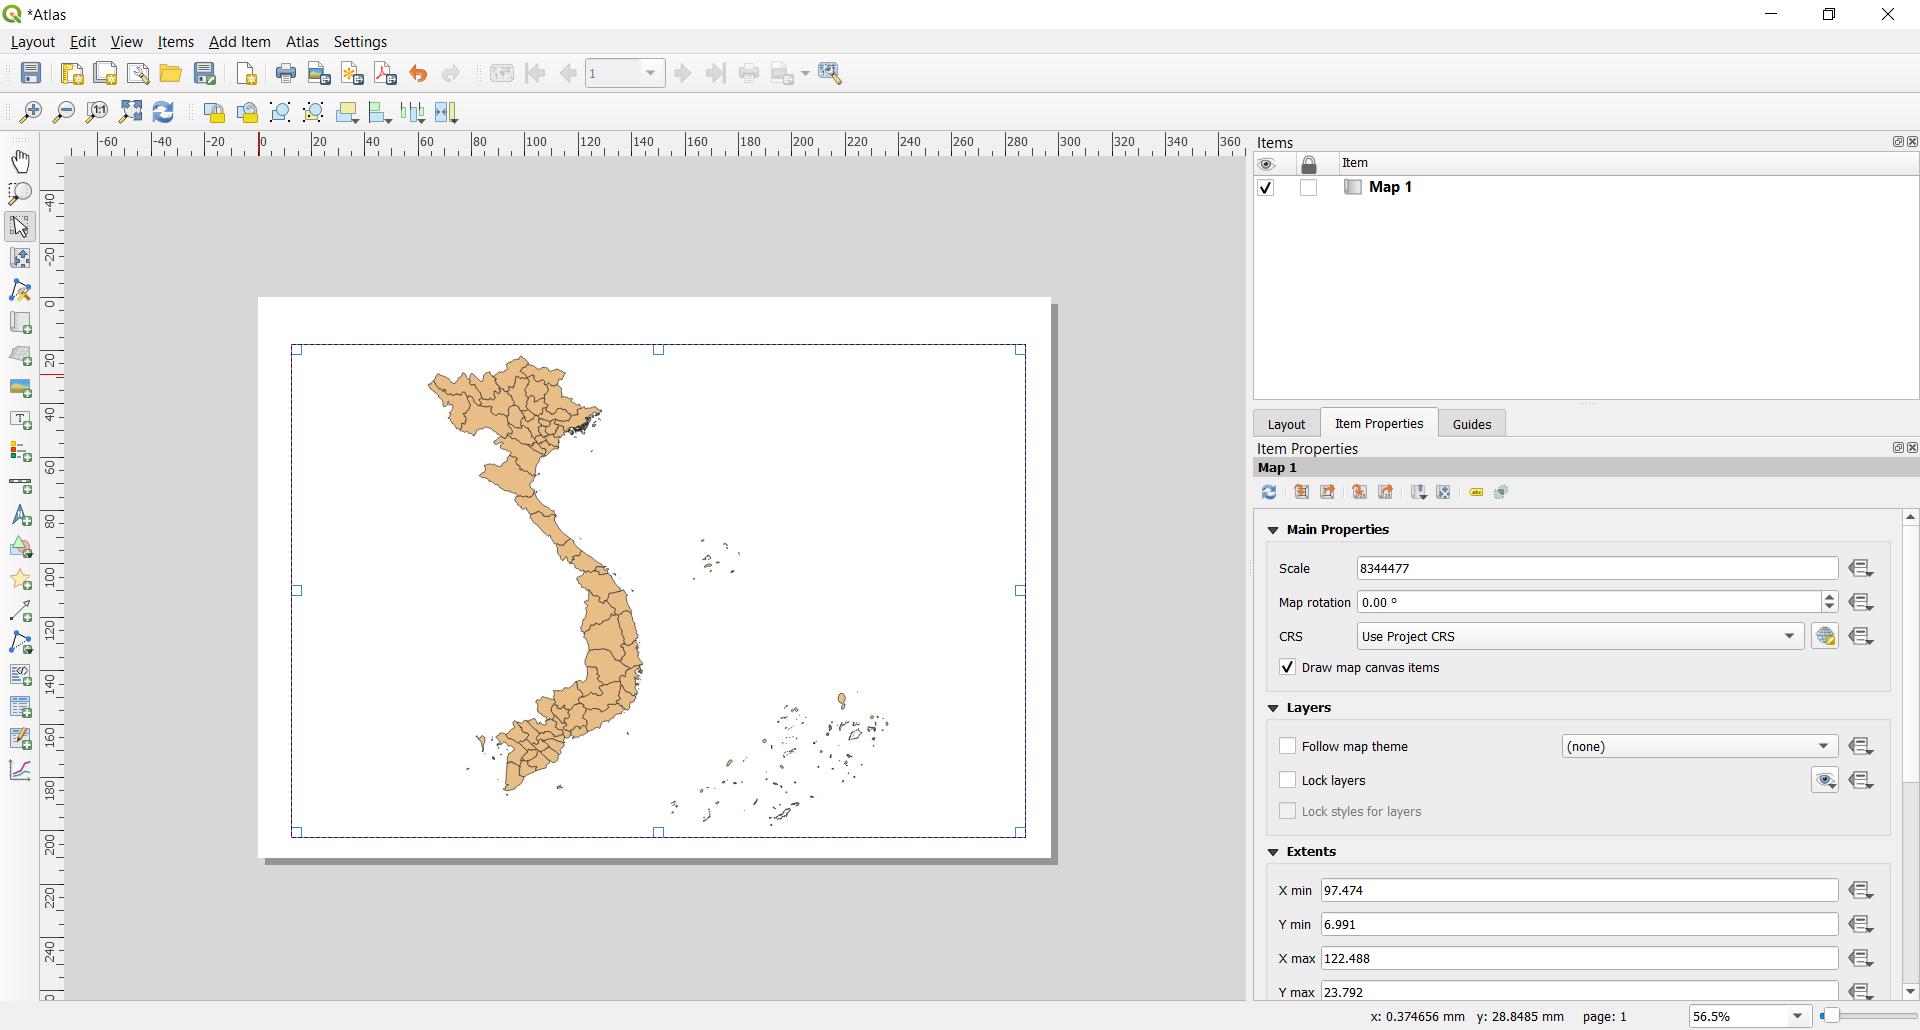 *Atlas
Layout Edit View Items Add Item Atlas Settings
1
-60 -40 -20 0 20 40 60 80 100 120 140 160 180 200 220 240 260 280 300 320 340 360
-40
-20
0
20
40
60
80
100
120
140
160
180
200
220
240
Items
Item
Map 1
Layout Item Properties Guides
Item Properties
Map 1
Main Properties
Scale 8344477
Map rotation 0.00 °
CRS Use Project CRS
Draw map canvas items
Layers
Follow map theme (none)
Lock layers
Lock styles for layers
Extents
X min 97.474
Y min 6.991
X max 122.488
Y max 23.792
x: 0.374656 mm y: 28.8485 mm page: 1 56.5%